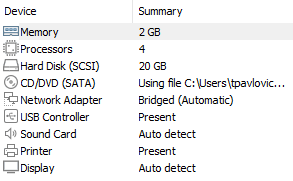 Device Summary
Memory 2 GB
Processors 4
Hard Disk (SCSI) 20 GB
CD/DVD (SATA) Using file C:\Users\tpavlovic...
Network Adapter Bridged (Automatic)
USB Controller Present
Sound Card Auto detect
Printer Present
Display Auto detect